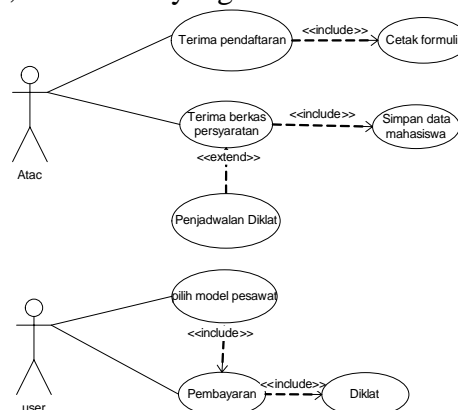 Terima pendaftaran
<<include>>
Cetak formuli
Terima berkas
persyaratan
<<include>>
Simpan data
mahasiswa
<<extend>>
Atac
Penjadwalan Diklat
pilih model pesawat
<<include>>
Pembayaran
<<include>>
Diklat
user